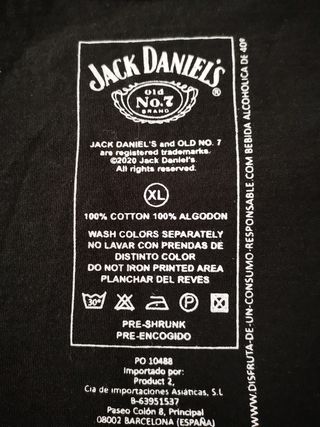 JACK DANIEL'S
Old
No.7
BRAND
®
JACK DANIEL'S and OLD NO. 7
are registered trademarks.
©2020 Jack Daniel's.
All rights reserved.
XL
100% COTTON 100% ALGODON
WASH COLORS SEPARATELY
NO LAVAR CON PRENDAS DE
DISTINTO COLOR
DO NOT IRON PRINTED AREA
PLANCHAR DEL REVES
30°
P
PRE-SHRUNK
PRE-ENCOGIDO
PO 10488
Importado por:
Product 2,
Cia de importaciones Asiáticas, S.L
B-63951537
Paseo Colón 8, Principal
08002 BARCELONA (ESPAÑA)
WWW.DISFRUTA-DE-UN-CONSUMO-RESPONSABLE.COM BEBIDA ALCOHOLICA DE 40º